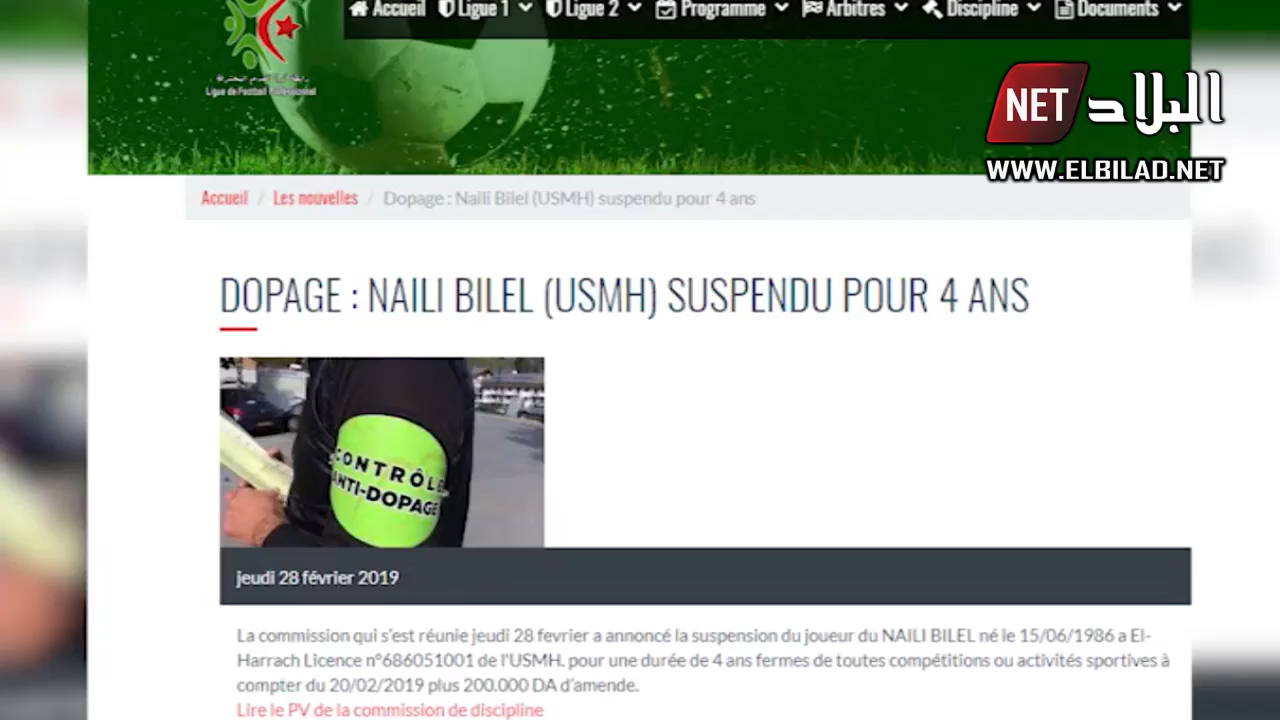 Accueil Ligue 1 Ligue 2 Programme Arbitres Discipline Documents
Ligue de Football Professionnel
NET البلاد
WWW.ELBILAD.NET
Accueil / Les nouvelles / Dopage : Naili Bilel (USMH) suspendu pour 4 ans
DOPAGE : NAILI BILEL (USMH) SUSPENDU POUR 4 ANS
CONTRÔLE
ANTI-DOPAGE
jeudi 28 février 2019
La commission qui s'est réunie jeudi 28 fevrier a annoncé la suspension du joueur du NAILI BILEL né le 15/06/1986 a El-
Harrach Licence n°686051001 de l'USMH. pour une durée de 4 ans fermes de toutes compétitions ou activités sportives à
compter du 20/02/2019 plus 200.000 DA d'amende.
Lire le PV de la commission de discipline